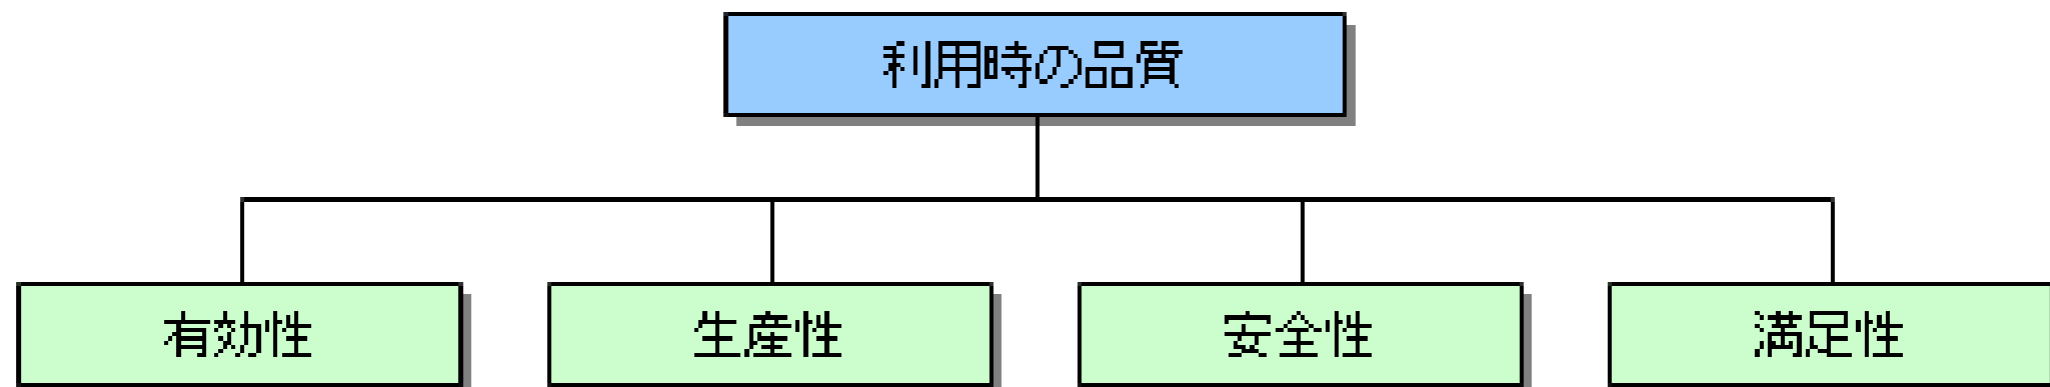 利用時の品質
有効性
生産性
安全性
満足性